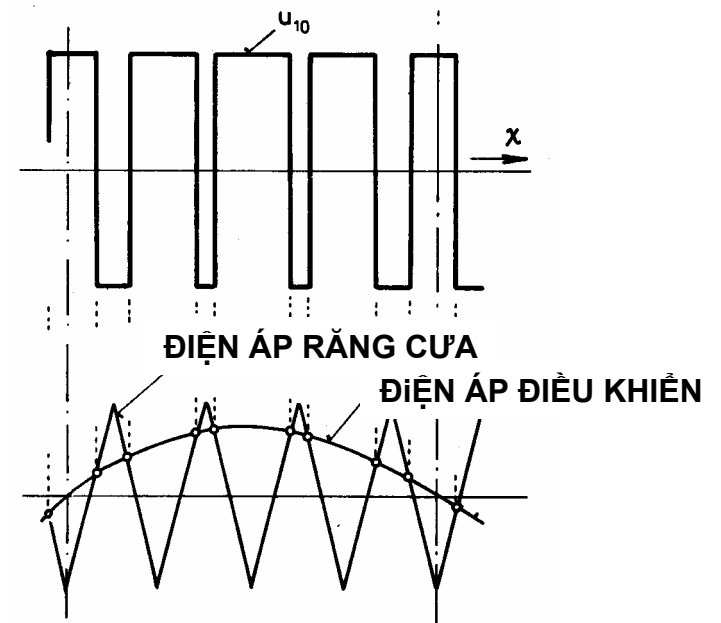 u₁₀
χ
ĐIỆN ÁP RĂNG CƯA
ĐiỆN ÁP ĐIỀU KHIỂN